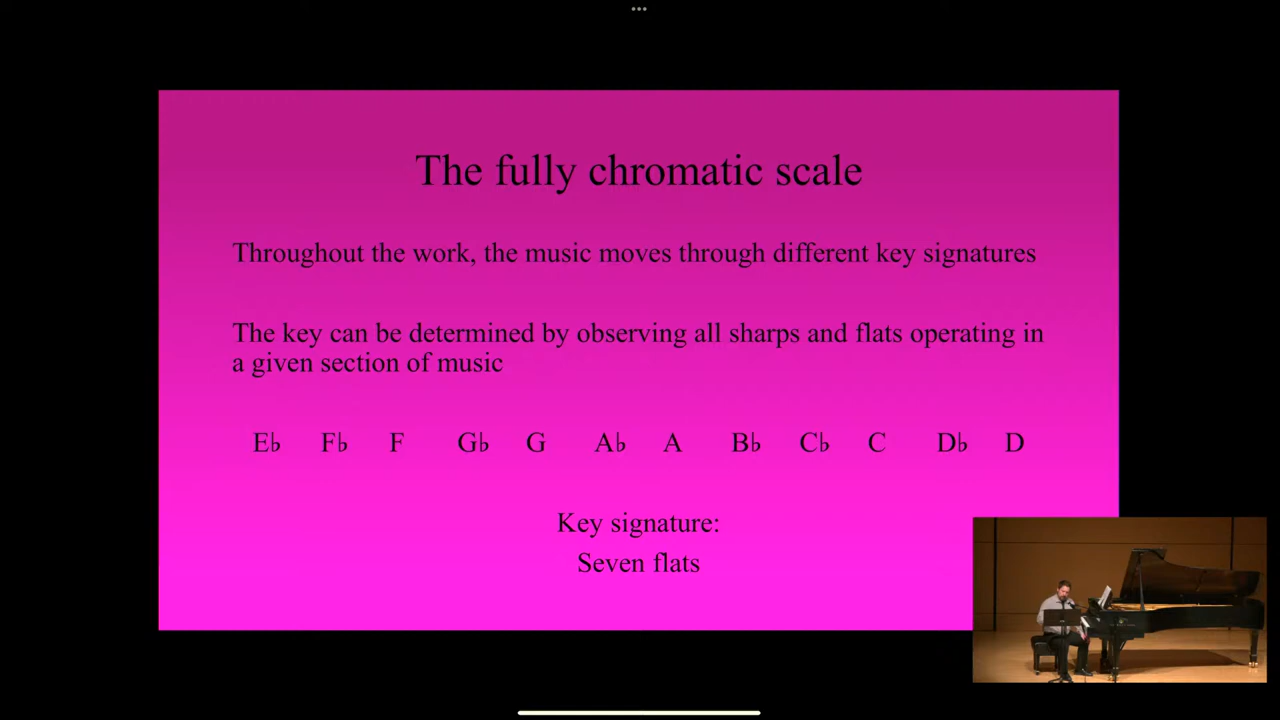 The fully chromatic scale
Throughout the work, the music moves through different key signatures
The key can be determined by observing all sharps and flats operating in
a given section of music
E♭ F♭ F G♭ G A♭ A B♭ C♭ C D♭ D
Key signature:
Seven flats